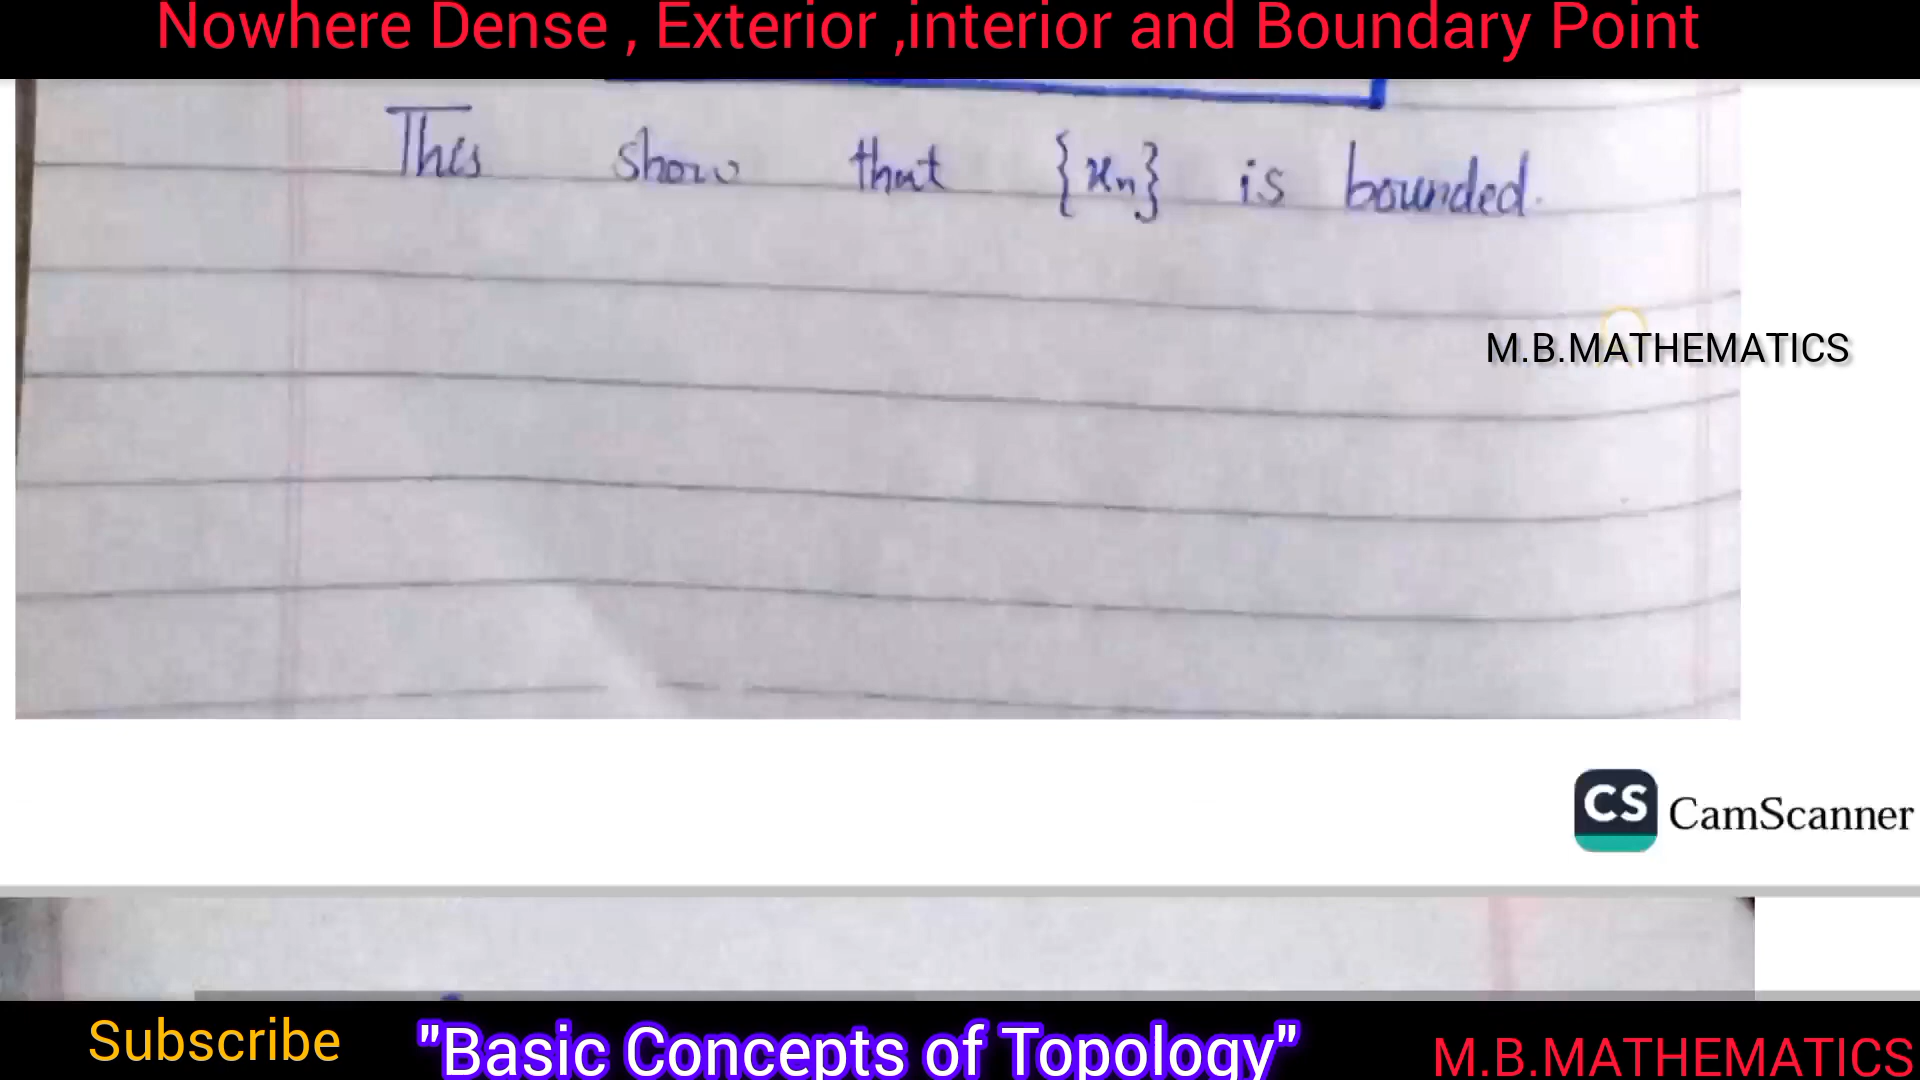 Nowhere Dense , Exterior ,interior and Boundary Point
This show that {xn} is bounded.
M.B.MATHEMATICS
CS CamScanner
Subscribe "Basic Concepts of Topology" M.B.MATHEMATICS